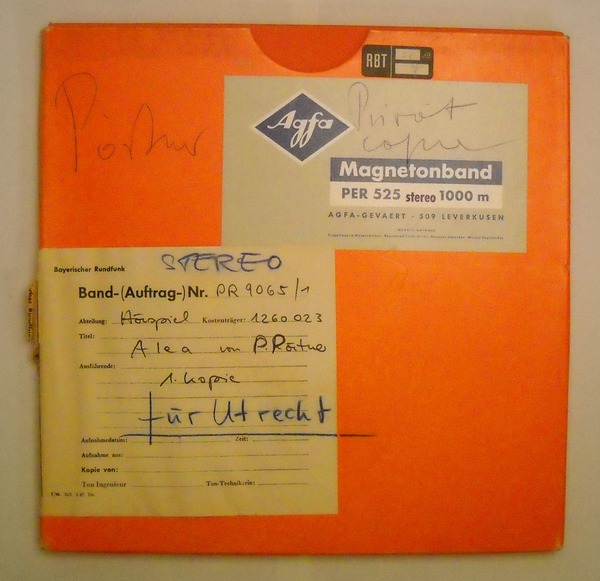 RBT
Pörtner
Privat
copie
Agfa
Magnetonband
PER 525 stereo 1000 m
AGFA-GEVAERT · 509 LEVERKUSEN
STEREO
Bayerischer Rundfunk
Band-(Auftrag-)Nr. PR 9065/1
Abteilung: Hörspiel Kostenträger: 1260.023
Titel:
Alea von P. Pörtner
Ausführende:
1. Kopie
für Utrecht
Aufnahmedatum: Zeit:
Aufnahme aus:
Kopie von:
Ton Ingenieur Ton-Techniker(in):